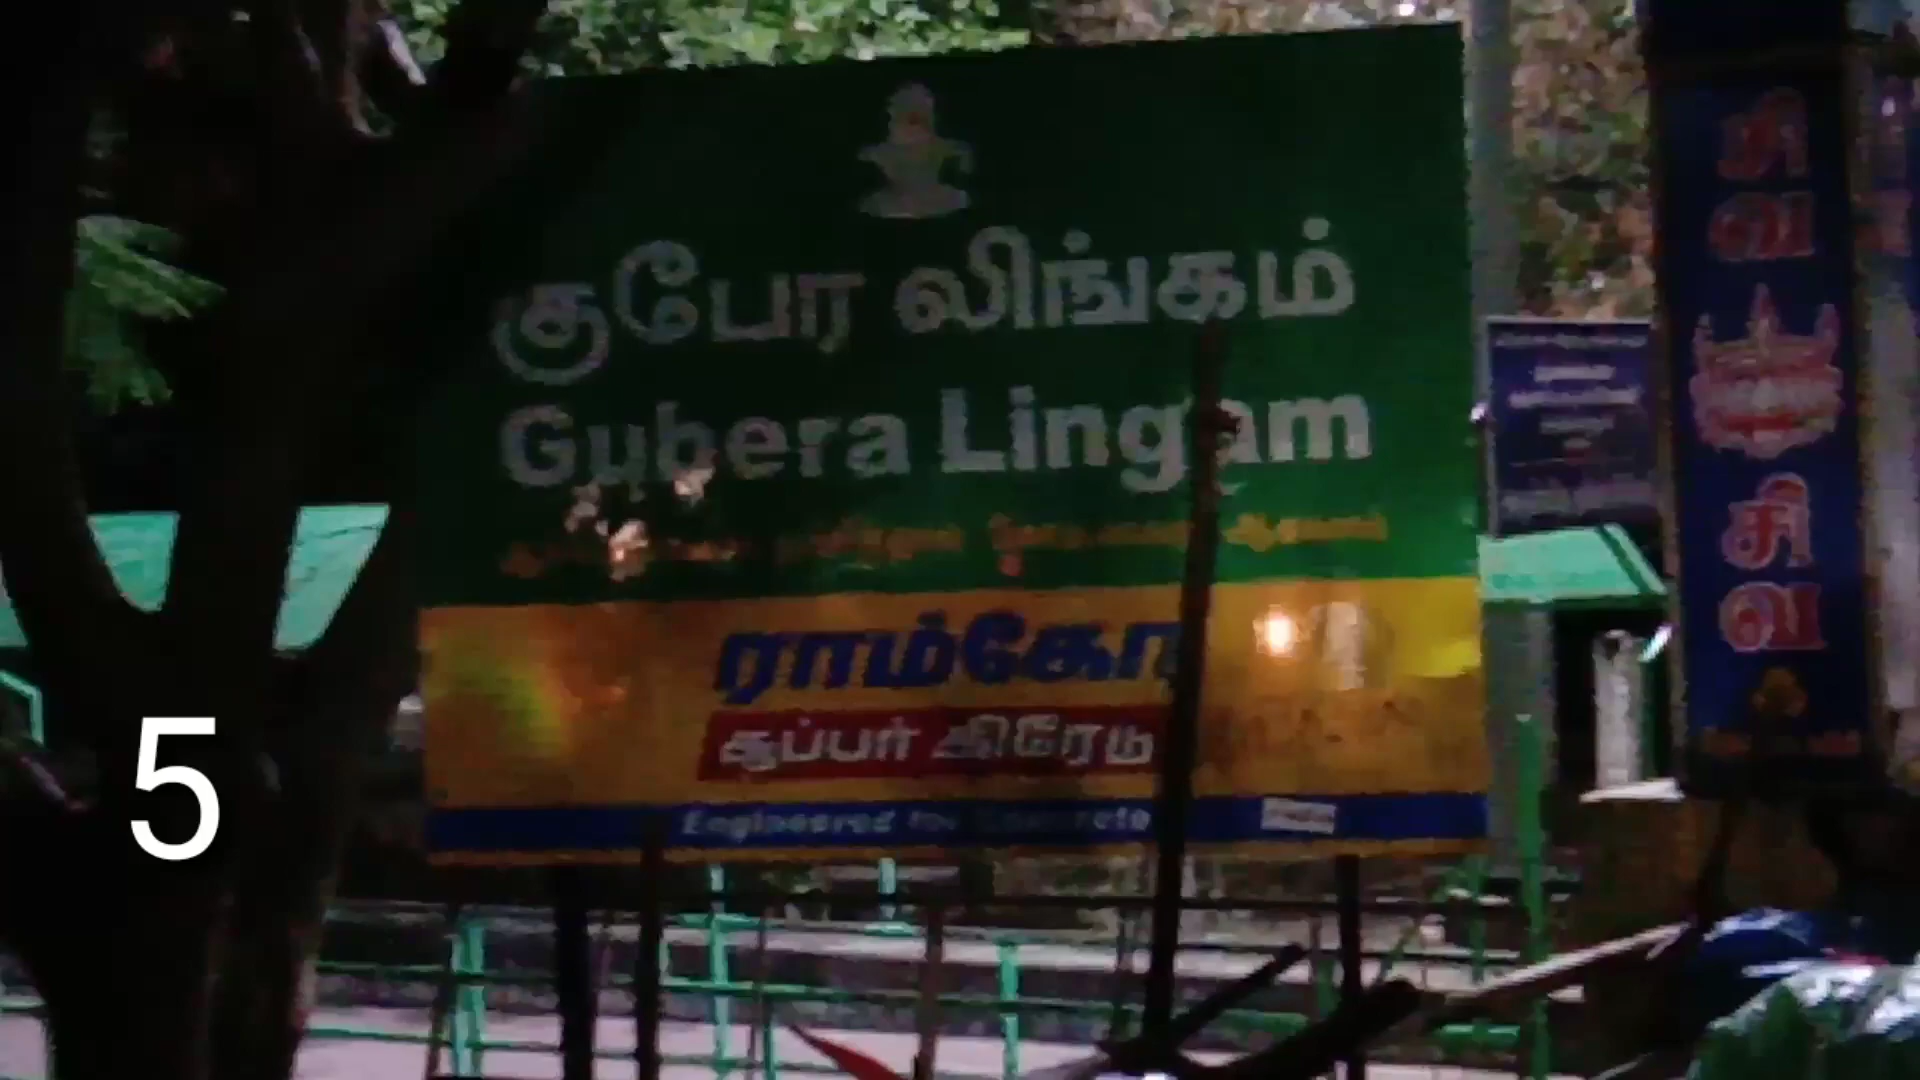 குபேர லிங்கம்
Gubera Lingam
ராம்கோ
சூப்பர் கிரேடு
Engineered for Concrete
சிவ
சிவ
5